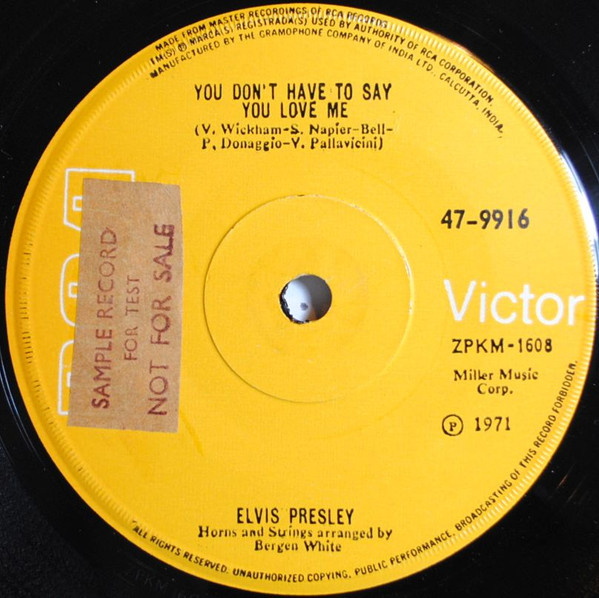 MADE FROM MASTER RECORDINGS OF RCA RECORDS.
TM(S) ® MARCA(S) REGISTRADA(S) USED BY AUTHORITY OF RCA CORPORATION.
MANUFACTURED BY THE GRAMOPHONE COMPANY OF INDIA LTD., CALCUTTA, INDIA.
YOU DON'T HAVE TO SAY
YOU LOVE ME
(V. Wickham-S. Napier-Bell-
P. Donaggio-V. Pallavicini)
SAMPLE RECORD
FOR TEST
NOT FOR SALE
47-9916
Victor
ZPKM-1608
Miller Music
Corp.
℗ 1971
ELVIS PRESLEY
Horns and Strings arranged by
Bergen White
ALL RIGHTS RESERVED. UNAUTHORIZED COPYING, PUBLIC PERFORMANCE, BROADCASTING OF THIS RECORD FORBIDDEN.